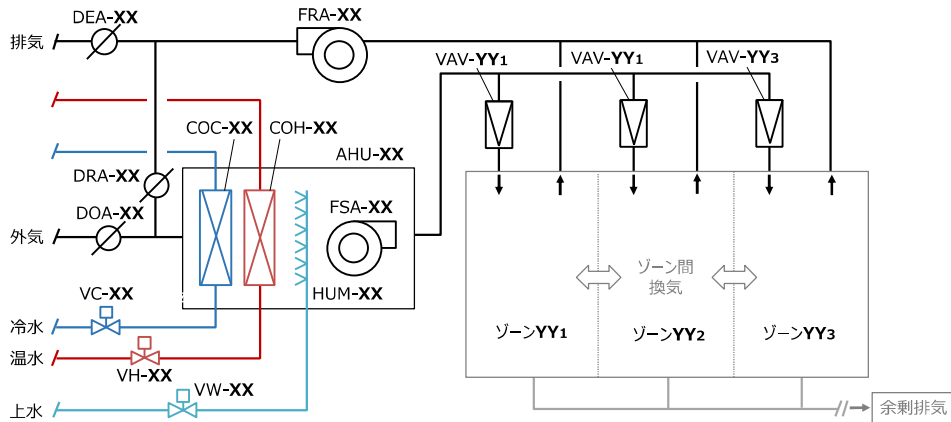 DEA-XX
FRA-XX
排気
VAV-YY1
VAV-YY1
VAV-YY3
COC-XX
COH-XX
AHU-XX
DRA-XX
DOA-XX
FSA-XX
外気
ゾーン間
換気
VC-XX
HUM-XX
冷水
ゾーンYY1
ゾーンYY2
ゾーンYY3
温水
VH-XX
VW-XX
上水
余剰排気